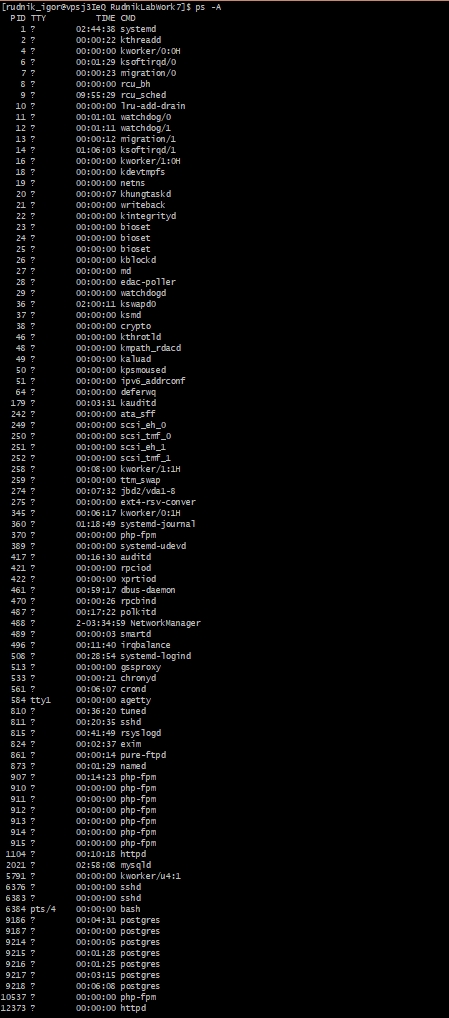 [rudnik_igor@vpsj3IeQ RudnikLabWork7]$ ps -A
PID TTY TIME CMD
1 ? 02:44:38 systemd
2 ? 00:00:22 kthreadd
4 ? 00:00:00 kworker/0:0H
6 ? 00:01:29 ksoftirqd/0
7 ? 00:00:23 migration/0
8 ? 00:00:00 rcu_bh
9 ? 09:55:29 rcu_sched
10 ? 00:00:00 lru-add-drain
11 ? 00:01:01 watchdog/0
12 ? 00:01:11 watchdog/1
13 ? 00:00:12 migration/1
14 ? 01:06:03 ksoftirqd/1
16 ? 00:00:00 kworker/1:0H
18 ? 00:00:00 kdevtmpfs
19 ? 00:00:00 netns
20 ? 00:00:07 khungtaskd
21 ? 00:00:00 writeback
22 ? 00:00:00 kintegrityd
23 ? 00:00:00 bioset
24 ? 00:00:00 bioset
25 ? 00:00:00 bioset
26 ? 00:00:00 kblockd
27 ? 00:00:00 md
28 ? 00:00:00 edac-poller
29 ? 00:00:00 watchdogd
36 ? 02:00:11 kswapd0
37 ? 00:00:00 ksmd
38 ? 00:00:00 crypto
46 ? 00:00:00 kthrotld
48 ? 00:00:00 kmpath_rdacd
49 ? 00:00:00 kaluad
50 ? 00:00:00 kpsmoused
51 ? 00:00:00 ipv6_addrconf
64 ? 00:00:00 deferwq
179 ? 00:03:31 kauditd
242 ? 00:00:00 ata_sff
249 ? 00:00:00 scsi_eh_0
250 ? 00:00:00 scsi_tmf_0
251 ? 00:00:00 scsi_eh_1
252 ? 00:00:00 scsi_tmf_1
258 ? 00:08:00 kworker/1:1H
259 ? 00:00:00 ttm_swap
274 ? 00:07:32 jbd2/vda1-8
275 ? 00:00:00 ext4-rsv-conver
345 ? 00:06:17 kworker/0:1H
360 ? 01:18:49 systemd-journal
370 ? 00:00:00 php-fpm
389 ? 00:00:00 systemd-udevd
417 ? 00:16:30 auditd
421 ? 00:00:00 rpciod
422 ? 00:00:00 xprtiod
461 ? 00:59:17 dbus-daemon
470 ? 00:00:26 rpcbind
487 ? 00:17:22 polkitd
488 ? 2-03:34:59 NetworkManager
489 ? 00:00:03 smartd
496 ? 00:11:40 irqbalance
508 ? 00:28:54 systemd-logind
513 ? 00:00:00 gssproxy
533 ? 00:00:21 chronyd
561 ? 00:06:07 crond
584 tty1 00:00:00 agetty
810 ? 00:36:20 tuned
811 ? 00:20:35 sshd
815 ? 00:41:49 rsyslogd
824 ? 00:02:37 exim
861 ? 00:00:14 pure-ftpd
873 ? 00:01:29 named
907 ? 00:14:23 php-fpm
910 ? 00:00:00 php-fpm
911 ? 00:00:00 php-fpm
912 ? 00:00:00 php-fpm
913 ? 00:00:00 php-fpm
914 ? 00:00:00 php-fpm
915 ? 00:00:00 php-fpm
1104 ? 00:10:18 httpd
2021 ? 02:58:08 mysqld
5791 ? 00:00:00 kworker/u4:1
6376 ? 00:00:00 sshd
6383 ? 00:00:00 sshd
6384 pts/4 00:00:00 bash
9186 ? 00:04:31 postgres
9187 ? 00:00:00 postgres
9214 ? 00:00:05 postgres
9215 ? 00:01:28 postgres
9216 ? 00:01:25 postgres
9217 ? 00:03:15 postgres
9218 ? 00:06:08 postgres
10537 ? 00:00:00 php-fpm
12373 ? 00:00:00 httpd